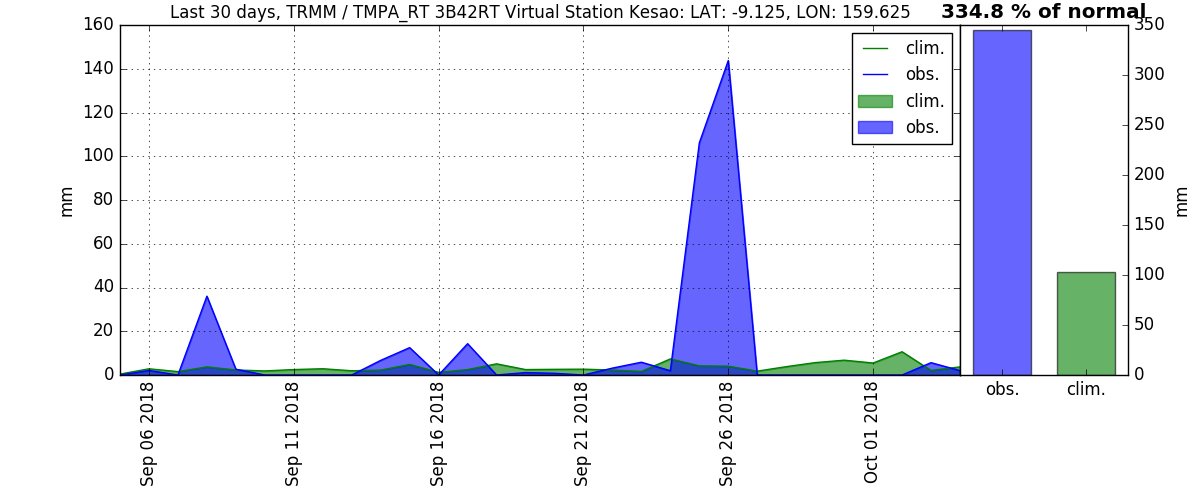 Last 30 days, TRMM / TMPA_RT 3B42RT Virtual Station Kesao: LAT: -9.125, LON: 159.625
334.8 % of normal
160
140
120
100
80
60
40
20
0
mm
clim.
obs.
clim.
obs.
350
300
250
200
150
100
50
0
mm
Sep 06 2018
Sep 11 2018
Sep 16 2018
Sep 21 2018
Sep 26 2018
Oct 01 2018
obs.
clim.